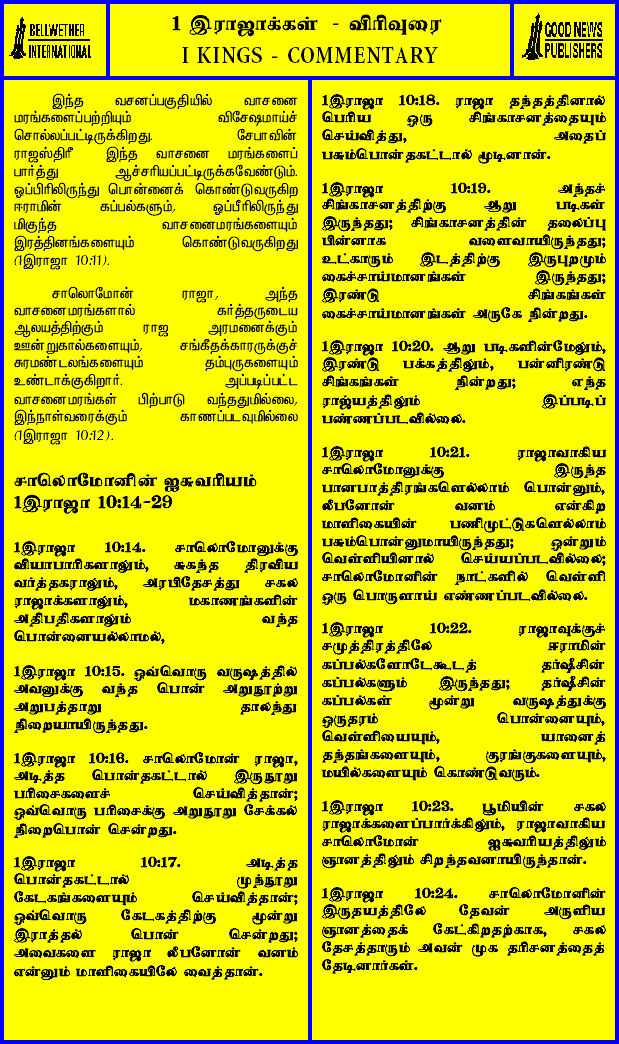 BELLWETHER
INTERNATIONAL
1 இராஜாக்கள் - விரிவுரை
I KINGS - COMMENTARY
GOOD NEWS
PUBLISHERS
இந்த வசனப்பகுதியில் வாசனை
மரங்களைப்பற்றியும் விசேஷமாய்ச்
சொல்லப்பட்டிருக்கிறது. சேபாவின்
ராஜஸ்திரீ இந்த வாசனை மரங்களைப்
பார்த்து ஆச்சரியப்பட்டிருக்கவேண்டும்.
ஓப்பிரிலிருந்து பொன்னைக் கொண்டுவருகிற
ஈராமின் கப்பல்களும், ஓப்பீரிலிருந்து
மிகுந்த வாசனைமரங்களையும்
இரத்தினங்களையும் கொண்டுவருகிறது
(1இராஜா 10:11).
சாலொமோன் ராஜா, அந்த
வாசனைமரங்களால் கர்த்தருடைய
ஆலயத்திற்கும் ராஜ அரமனைக்கும்
ஊன்றுகால்களையும், சங்கீதக்காரருக்குச்
சுரமண்டலங்களையும் தம்புருகளையும்
உண்டாக்குகிறார். அப்படிப்பட்ட
வாசனைமரங்கள் பிற்பாடு வந்ததுமில்லை,
இந்நாள்வரைக்கும் காணப்படவுமில்லை
(1இராஜா 10:12).
சாலொமோனின் ஐசுவரியம்
1இராஜா 10:14-29
1இராஜா 10:14. சாலொமோனுக்கு
வியாபாரிகளாலும், சுகந்த திரவிய
வர்த்தகராலும், அரபிதேசத்து சகல
ராஜாக்களாலும், மகாணங்களின்
அதிபதிகளாலும் வந்த
பொன்னையல்லாமல்,
1இராஜா 10:15. ஒவ்வொரு வருஷத்தில்
அவனுக்கு வந்த பொன் அறுநூற்று
அறுபத்தாறு தாலந்து
நிறையாயிருந்தது.
1இராஜா 10:16. சாலொமோன் ராஜா,
அடித்த பொன்தகட்டால் இருநூறு
பரிசைகளைச் செய்வித்தான்;
ஒவ்வொரு பரிசைக்கு அறுநூறு சேக்கல்
நிறைபொன் சென்றது.
1இராஜா 10:17. அடித்த
பொன்தகட்டால் முந்நூறு
கேடகங்களையும் செய்வித்தான்;
ஒவ்வொரு கேடகத்திற்கு மூன்று
இராத்தல் பொன் சென்றது;
அவைகளை ராஜா லீபனோன் வனம்
என்னும் மாளிகையிலே வைத்தான்.
1இராஜா 10:18. ராஜா தந்தத்தினால்
பெரிய ஒரு சிங்காசனத்தையும்
செய்வித்து, அதைப்
பசும்பொன்தகட்டால் மூடினான்.
1இராஜா 10:19. அந்தச்
சிங்காசனத்திற்கு ஆறு படிகள்
இருந்தது; சிங்காசனத்தின் தலைப்பு
பின்னாக வளைவாயிருந்தது;
உட்காரும் இடத்திற்கு இருபுறமும்
கைச்சாய்மானங்கள் இருந்தது;
இரண்டு சிங்கங்கள்
கைச்சாய்மானங்கள் அருகே நின்றது.
1இராஜா 10:20. ஆறு படிகளின்மேலும்,
இரண்டு பக்கத்திலும், பன்னிரண்டு
சிங்கங்கள் நின்றது; எந்த
ராஜ்யத்திலும் இப்படிப்
பண்ணப்படவில்லை.
1இராஜா 10:21. ராஜாவாகிய
சாலொமோனுக்கு இருந்த
பானபாத்திரங்களெல்லாம் பொன்னும்,
லீபனோன் வனம் என்கிற
மாளிகையின் பணிமுட்டுகளெல்லாம்
பசும்பொன்னுமாயிருந்தது; ஒன்றும்
வெள்ளியினால் செய்யப்படவில்லை;
சாலொமோனின் நாட்களில் வெள்ளி
ஒரு பொருளாய் எண்ணப்படவில்லை.
1இராஜா 10:22. ராஜாவுக்குச்
சமுத்திரத்திலே ஈராமின்
கப்பல்களோடேகூடத் தர்ஷீசின்
கப்பல்களும் இருந்தது; தர்ஷீசின்
கப்பல்கள் மூன்று வருஷத்துக்கு
ஒருதரம் பொன்னையும்,
வெள்ளியையும், யானைத்
தந்தங்களையும், குரங்குகளையும்,
மயில்களையும் கொண்டுவரும்.
1இராஜா 10:23. பூமியின் சகல
ராஜாக்களைப்பார்க்கிலும், ராஜாவாகிய
சாலொமோன் ஐசுவரியத்திலும்
ஞானத்திலும் சிறந்தவனாயிருந்தான்.
1இராஜா 10:24. சாலொமோனின்
இருதயத்திலே தேவன் அருளிய
ஞானத்தைக் கேட்கிறதற்காக, சகல
தேசத்தாரும் அவன் முக தரிசனத்தைத்
தேடினார்கள்.